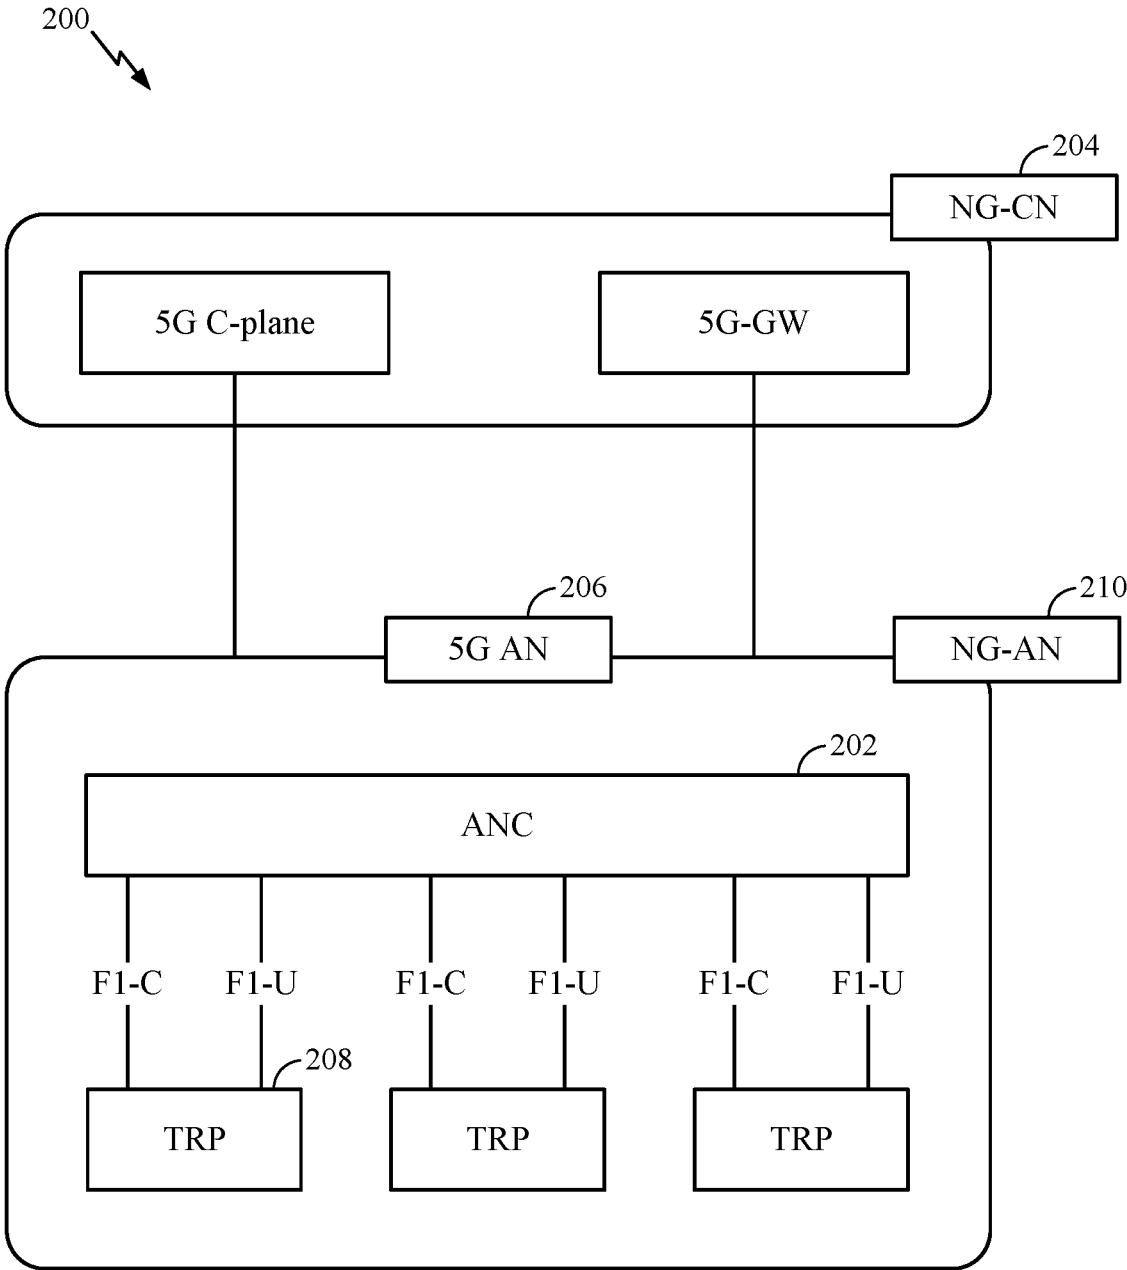 200
204
NG-CN
5G C-plane
5G-GW
206
210
5G AN
NG-AN
202
ANC
F1-C
F1-U
F1-C
F1-U
F1-C
F1-U
208
TRP
TRP
TRP